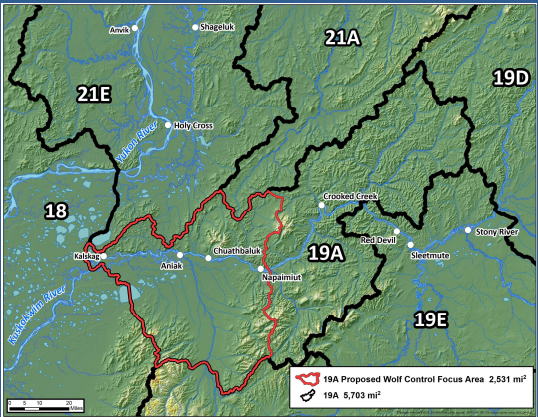 21A
Shageluk
Anvik
19D
21E
Holy Cross
Yukon River
18
Crooked Creek
Kalskag
Chuathbaluk
Aniak
Napaimiut
19A
Red Devil
Stony River
Sleetmute
Kuskokwim River
19E
19A Proposed Wolf Control Focus Area 2,531 mi²
19A 5,703 mi²
0 5 10 20
Miles